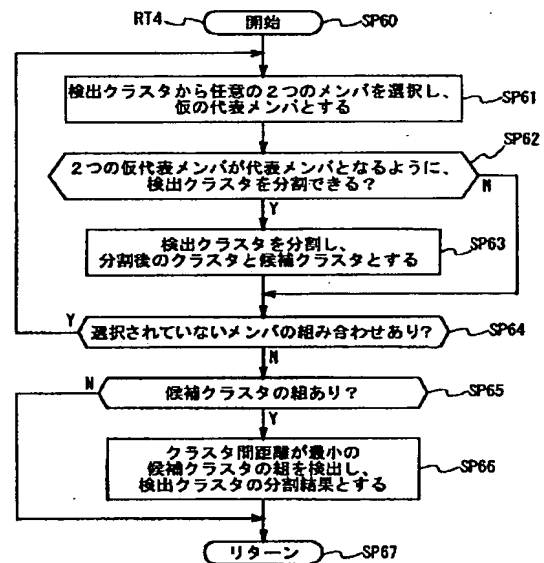 RT4
開始
SP60
検出クラスタから任意の2つのメンバを選択し、
仮の代表メンバとする
SP61
SP62
2つの仮代表メンバが代表メンバとなるように、
検出クラスタを分割できる?
N
Y
検出クラスタを分割し、
分割後のクラスタと候補クラスタとする
SP63
Y
選択されていないメンバの組み合わせあり?
SP64
N
N
候補クラスタの組あり?
SP65
Y
クラスタ間距離が最小の
候補クラスタの組を検出し、
検出クラスタの分割結果とする
SP66
リターン
SP67